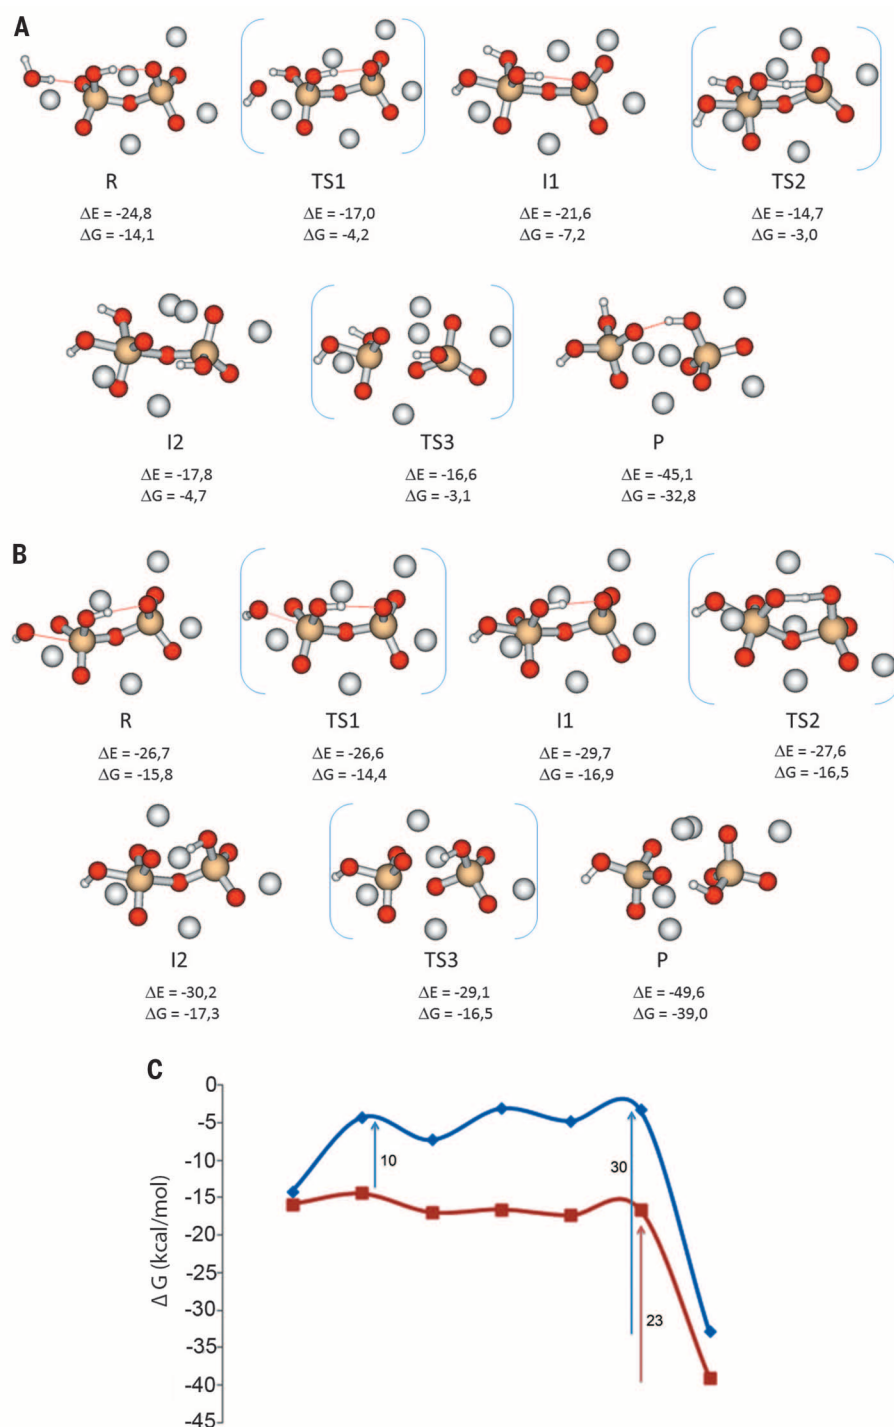 A
R
TS1
I1
TS2
ΔE = -24,8
ΔG = -14,1
ΔE = -17,0
ΔG = -4,2
ΔE = -21,6
ΔG = -7,2
ΔE = -14,7
ΔG = -3,0
I2
TS3
P
ΔE = -17,8
ΔG = -4,7
ΔE = -16,6
ΔG = -3,1
ΔE = -45,1
ΔG = -32,8
B
R
TS1
I1
TS2
ΔE = -26,7
ΔG = -15,8
ΔE = -26,6
ΔG = -14,4
ΔE = -29,7
ΔG = -16,9
ΔE = -27,6
ΔG = -16,5
I2
TS3
P
ΔE = -30,2
ΔG = -17,3
ΔE = -29,1
ΔG = -16,5
ΔE = -49,6
ΔG = -39,0
C
Δ G (kcal/mol)
0
-5
-10
-15
-20
-25
-30
-35
-40
-45
10
30
23